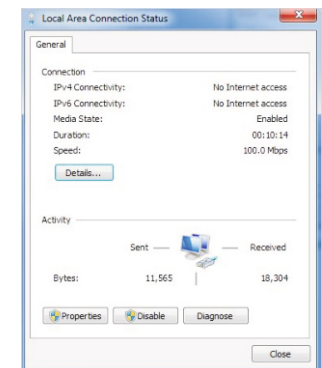 Local Area Connection Status
General
Connection
IPv4 Connectivity: No Internet access
IPv6 Connectivity: No Internet access
Media State: Enabled
Duration: 00:10:14
Speed: 100.0 Mbps
Details...
Activity
Sent Received
Bytes: 11,565 18,304
Properties Disable Diagnose
Close